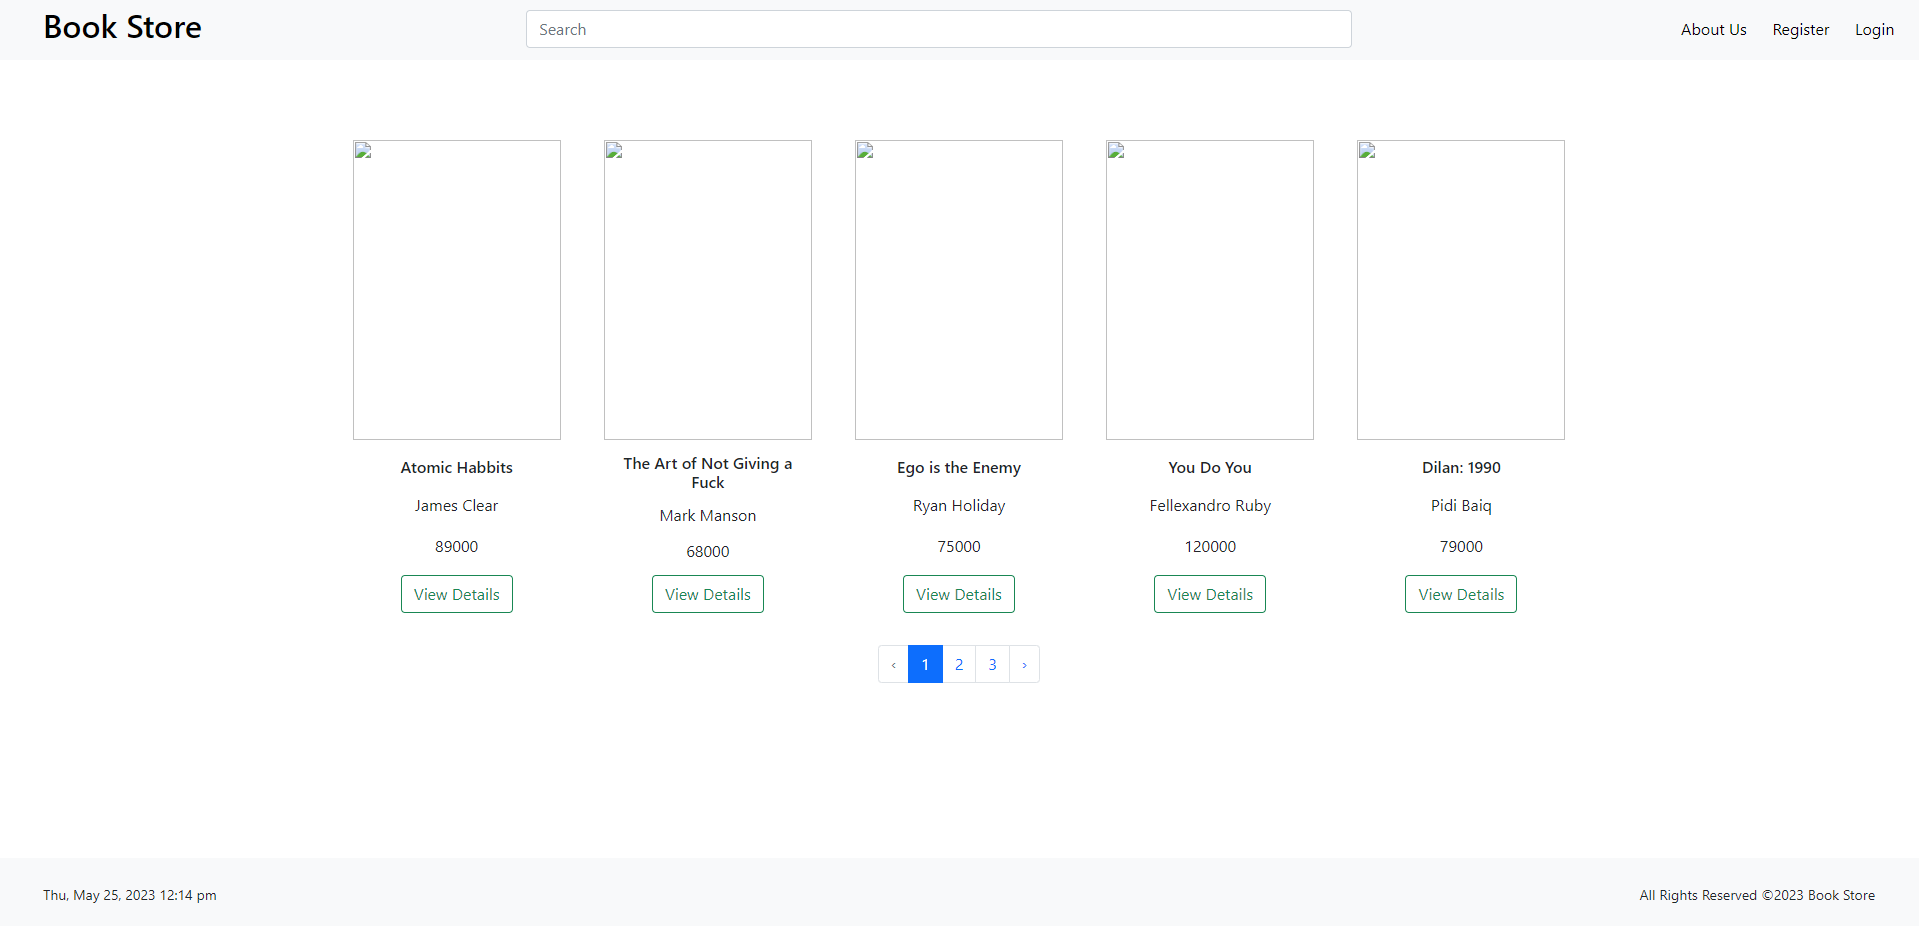 Book Store
Search
About Us
Register
Login
Atomic Habbits
James Clear
89000
View Details
The Art of Not Giving a
Fuck
Mark Manson
68000
View Details
Ego is the Enemy
Ryan Holiday
75000
View Details
You Do You
Fellexandro Ruby
120000
View Details
Dilan: 1990
Pidi Baiq
79000
View Details
‹ 1 2 3 ›
Thu, May 25, 2023 12:14 pm
All Rights Reserved ©2023 Book Store